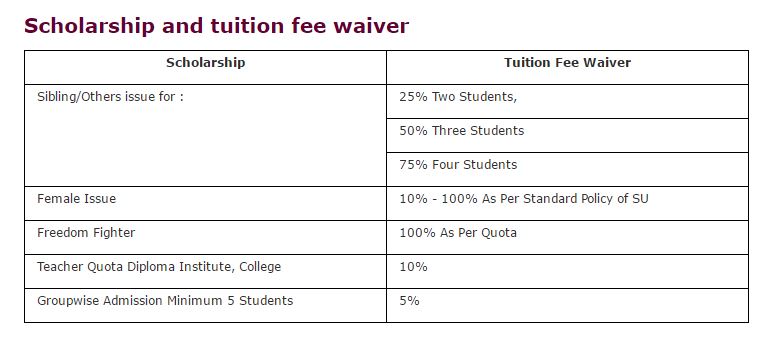 Scholarship and tuition fee waiver
Scholarship Tuition Fee Waiver
Sibling/Others issue for : 25% Two Students,
50% Three Students
75% Four Students
Female Issue 10% - 100% As Per Standard Policy of SU
Freedom Fighter 100% As Per Quota
Teacher Quota Diploma Institute, College 10%
Groupwise Admission Minimum 5 Students 5%